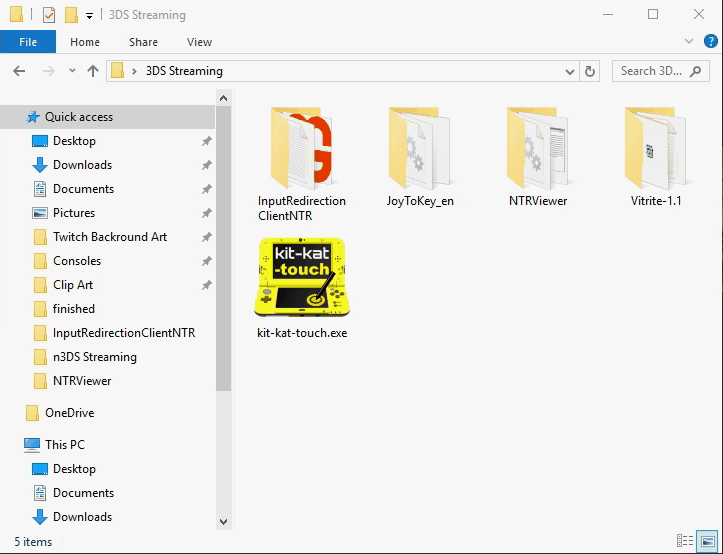 3DS Streaming
File
Home
Share
View
3DS Streaming
Search 3D...
Quick access
Desktop
Downloads
Documents
Pictures
Twitch Backround Art
Consoles
Clip Art
finished
InputRedirectionClientNTR
n3DS Streaming
NTRViewer
OneDrive
This PC
Desktop
Documents
Downloads
InputRedirection
ClientNTR
JoyToKey_en
NTRViewer
Vitrite-1.1
kit-kat
-touch
kit-kat-touch.exe
5 items